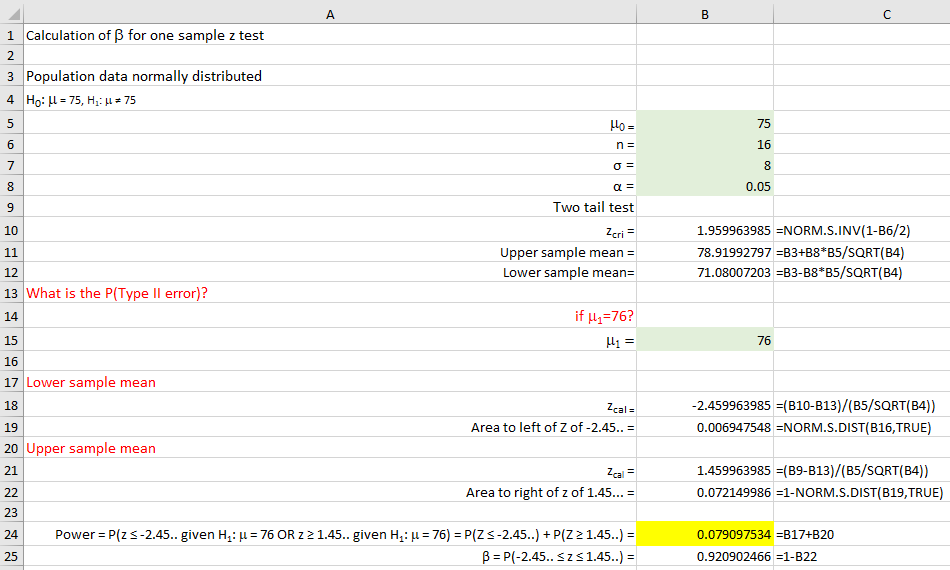 A B C
1 Calculation of β for one sample z test
2
3 Population data normally distributed
4 H₀: μ = 75, H₁: μ ≠ 75
5 μ₀ = 75
6 n = 16
7 σ = 8
8 α = 0.05
9 Two tail test
10 zcri = 1.959963985 =NORM.S.INV(1-B6/2)
11 Upper sample mean = 78.91992797 =B3+B8*B5/SQRT(B4)
12 Lower sample mean= 71.08007203 =B3-B8*B5/SQRT(B4)
13 What is the P(Type II error)?
14 if μ₁=76?
15 μ₁ = 76
16
17 Lower sample mean
18 zcal = -2.459963985 =(B10-B13)/(B5/SQRT(B4))
19 Area to left of Z of -2.45.. = 0.006947548 =NORM.S.DIST(B16,TRUE)
20 Upper sample mean
21 zcal = 1.459963985 =(B9-B13)/(B5/SQRT(B4))
22 Area to right of z of 1.45... = 0.072149986 =1-NORM.S.DIST(B19,TRUE)
23
24 Power = P(z ≤ -2.45.. given H₁: μ = 76 OR z ≥ 1.45.. given H₁: μ = 76) = P(Z ≤ -2.45..) + P(Z ≥ 1.45..) = 0.079097534 =B17+B20
25 β = P(-2.45.. ≤ z ≤ 1.45..) = 0.920902466 =1-B22